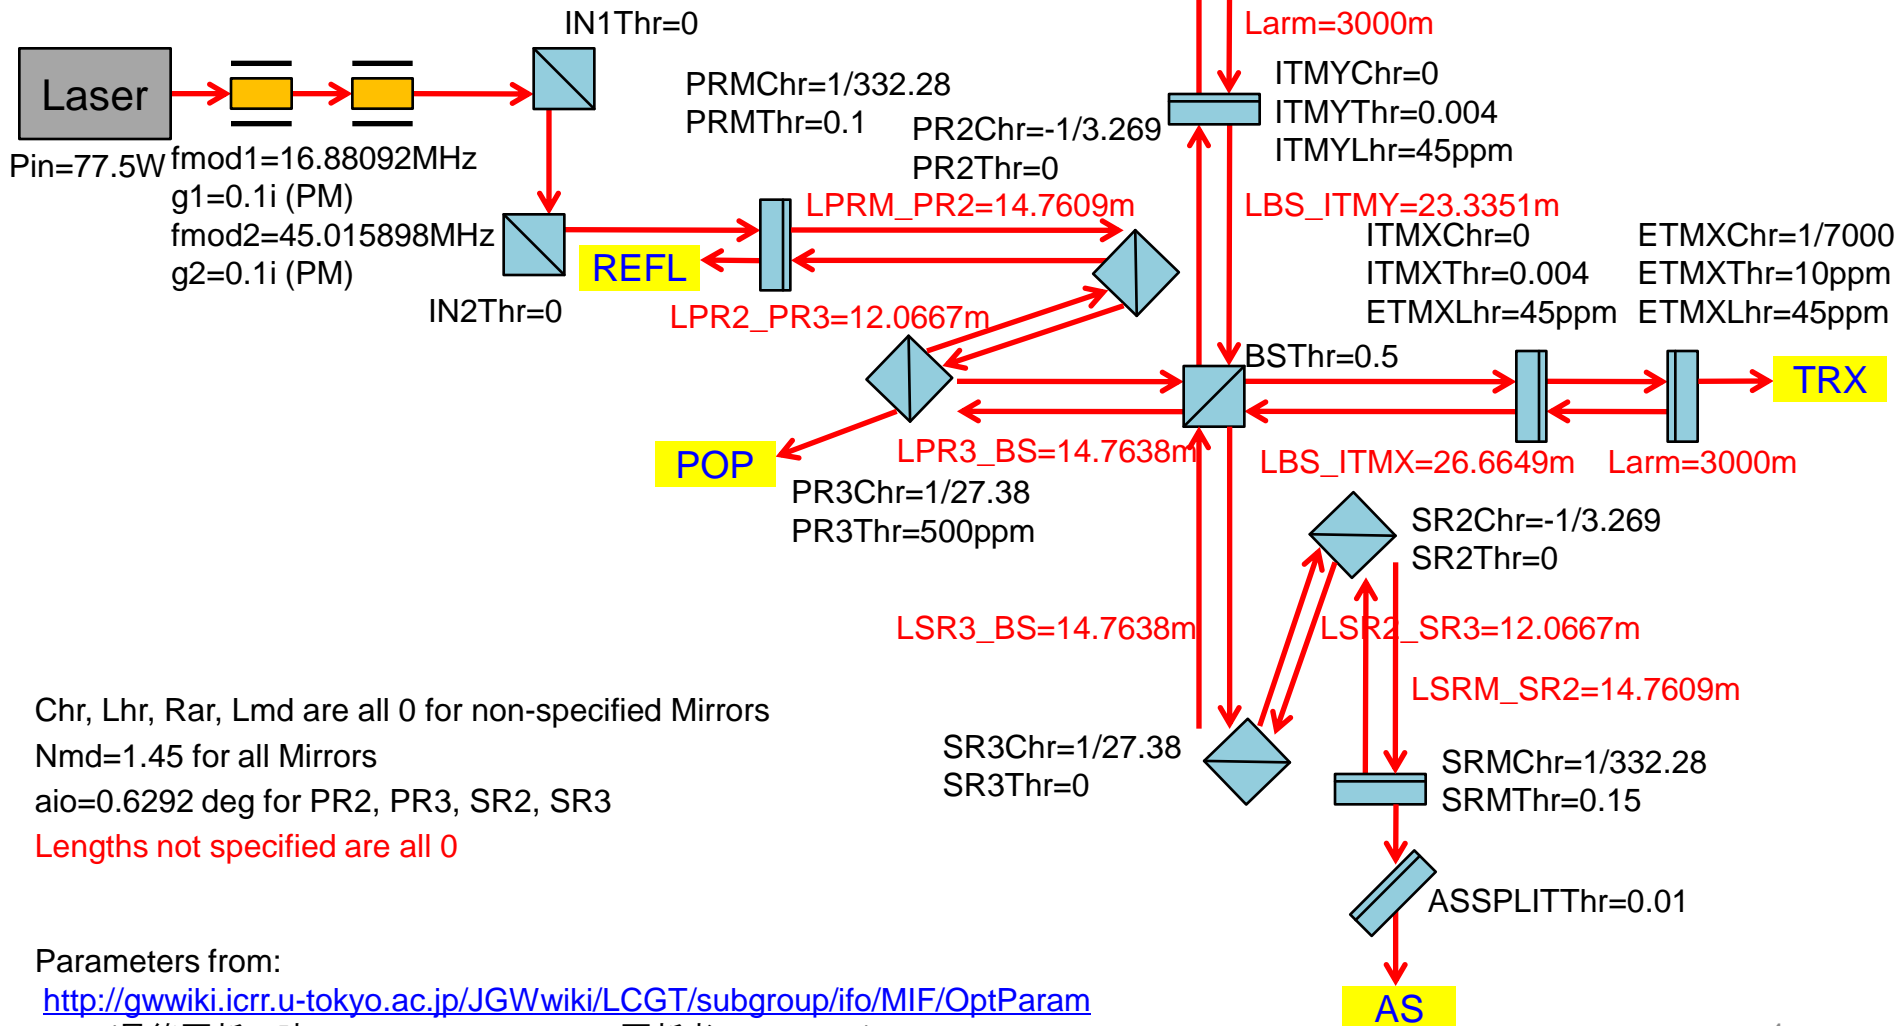 IN1Thr=0
Larm=3000m
Laser
PRMChr=1/332.28
PRMThr=0.1
ITMYChr=0
ITMYThr=0.004
ITMYLhr=45ppm
PR2Chr=-1/3.269
PR2Thr=0
Pin=77.5W
fmod1=16.88092MHz
g1=0.1i (PM)
fmod2=45.015898MHz
g2=0.1i (PM)
LPRM_PR2=14.7609m
LBS_ITMY=23.3351m
ITMXChr=0
ITMXThr=0.004
ETMXLhr=45ppm
ETMXChr=1/7000
ETMXThr=10ppm
ETMXLhr=45ppm
REFL
IN2Thr=0
LPR2_PR3=12.0667m
BSThr=0.5
TRX
POP
LPR3_BS=14.7638m
LBS_ITMX=26.6649m
Larm=3000m
PR3Chr=1/27.38
PR3Thr=500ppm
SR2Chr=-1/3.269
SR2Thr=0
LSR3_BS=14.7638m
LSR2_SR3=12.0667m
LSRM_SR2=14.7609m
Chr, Lhr, Rar, Lmd are all 0 for non-specified Mirrors
Nmd=1.45 for all Mirrors
aio=0.6292 deg for PR2, PR3, SR2, SR3
Lengths not specified are all 0
SR3Chr=1/27.38
SR3Thr=0
SRMChr=1/332.28
SRMThr=0.15
ASSPLITThr=0.01
Parameters from:
http://gwwiki.icrr.u-tokyo.ac.jp/JGWwiki/LCGT/subgroup/ifo/MIF/OptParam
AS